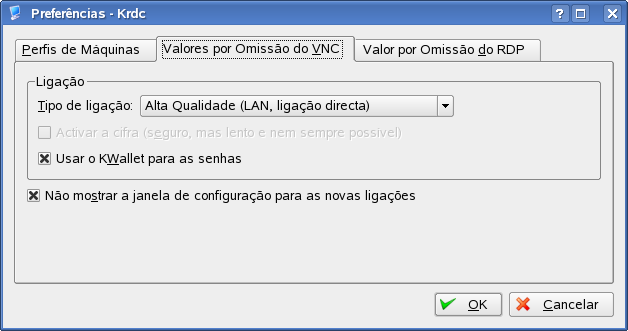 Preferências - Krdc
Perfis de Máquinas Valores por Omissão do VNC Valor por Omissão do RDP
Ligação
Tipo de ligação: Alta Qualidade (LAN, ligação directa)
Activar a cifra (seguro, mas lento e nem sempre possível)
Usar o KWallet para as senhas
Não mostrar a janela de configuração para as novas ligações
OK Cancelar